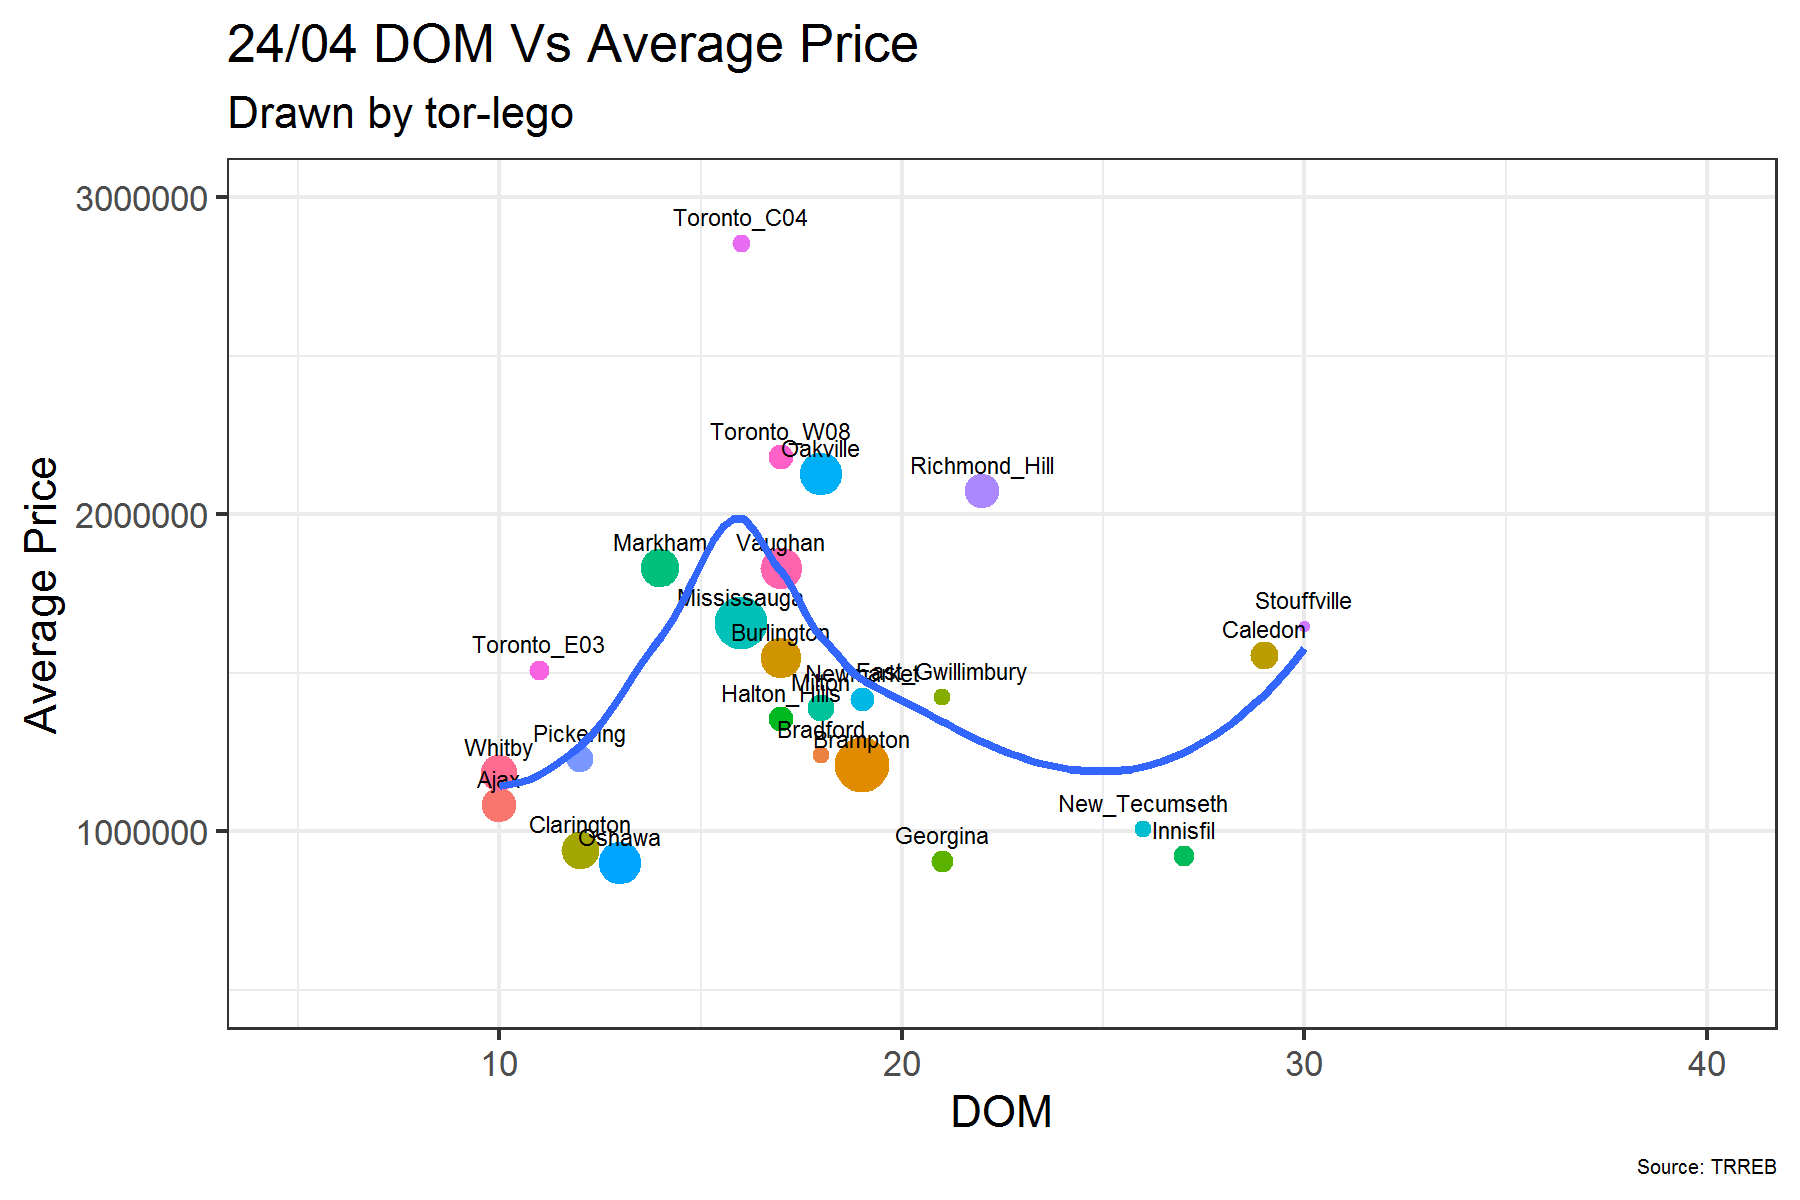 24/04 DOM Vs Average Price
Drawn by tor-lego
Average Price
3000000
2000000
1000000
Toronto_C04
Toronto_W08
Oakville
Richmond_Hill
Markham
Vaughan
Mississauga
Stouffville
Caledon
Burlington
Toronto_E03
East_Gwillimbury
Newmarket
Milton
Halton_Hills
Bradford
Pickering
Brampton
Whitby
Ajax
New_Tecumseth
Clarington
Innisfil
Georgina
Oshawa
10 20 30 40
DOM
Source: TRREB